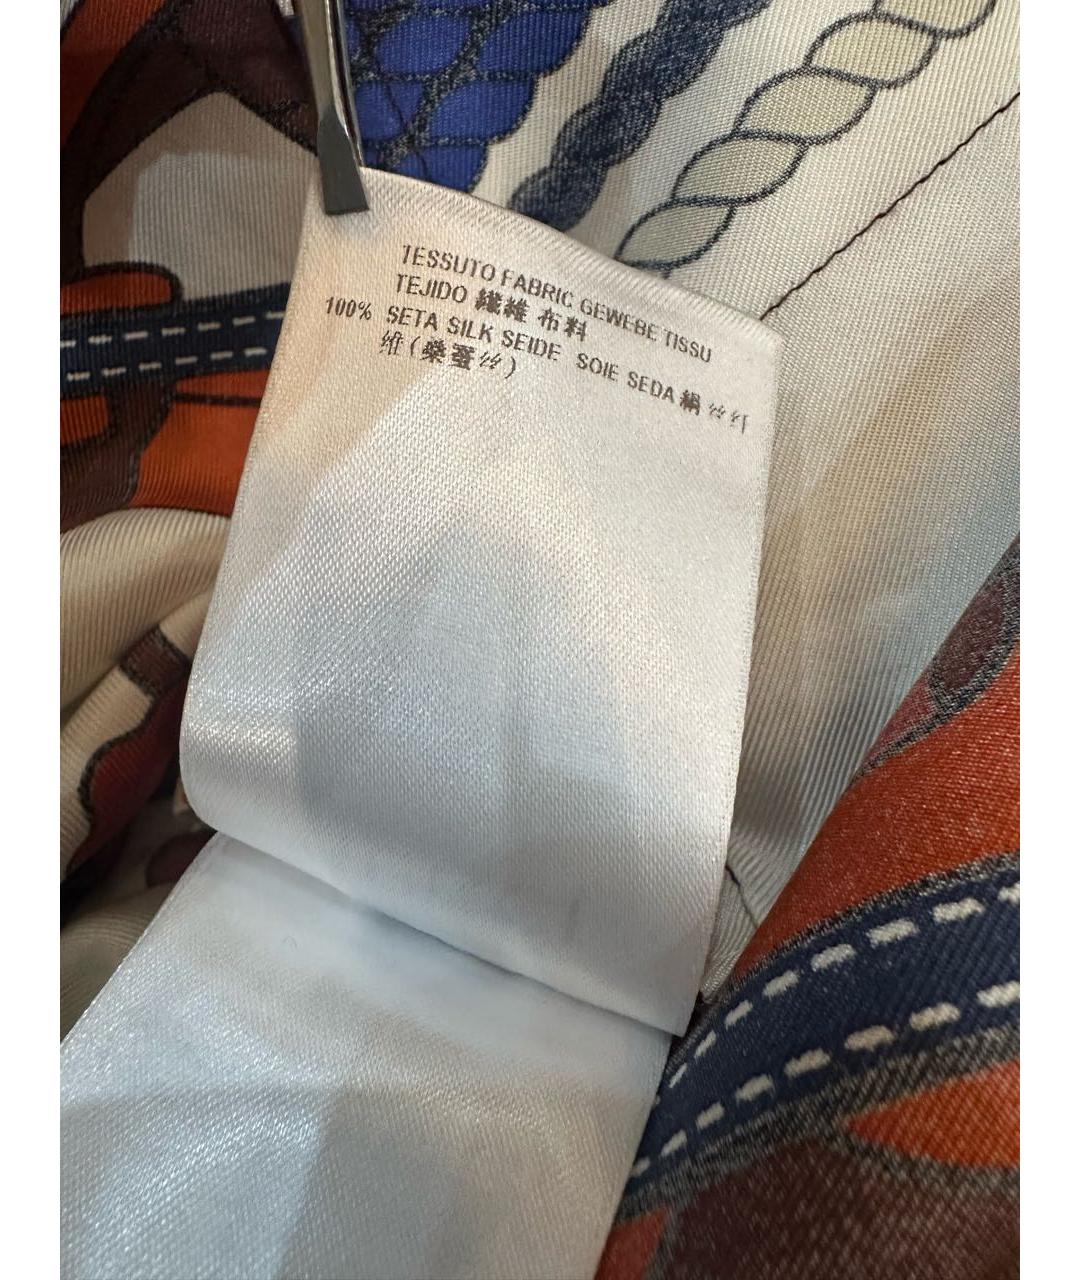 TESSUTO FABRIC GEWEBE TISSU
TEJIDO 繊維 布料
100% SETA SILK SEIDE SOIE SEDA 絹 丝纤
维(桑蚕丝)